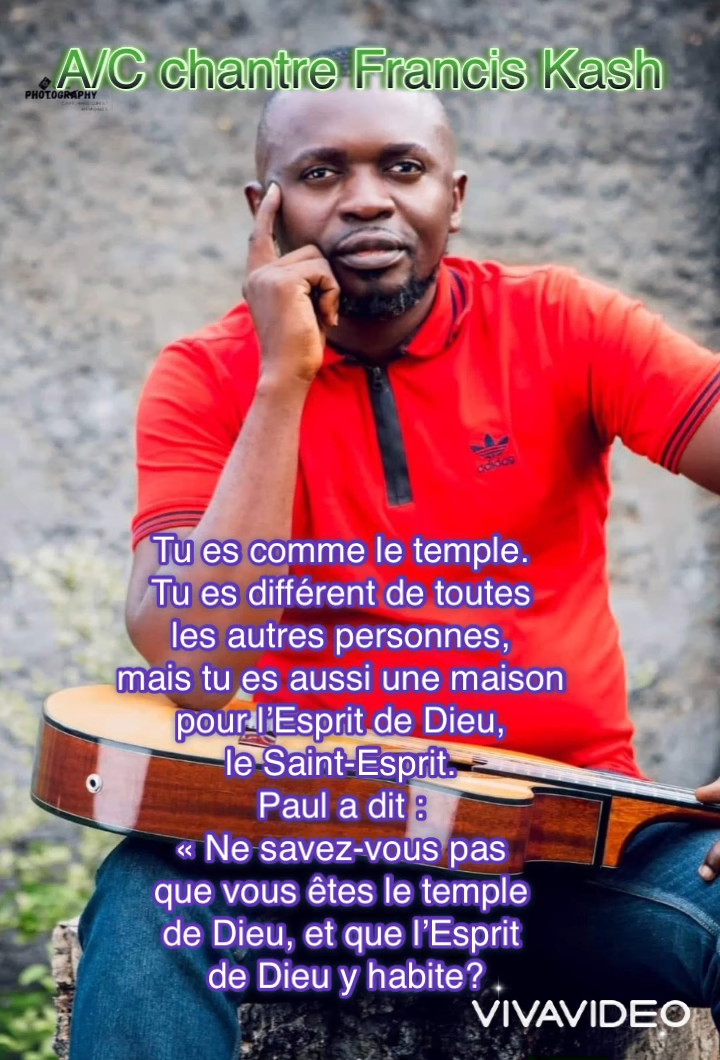 A/C chantre Francis Kash
PHOTOGRAPHY
adidas
Tu es comme le temple.
Tu es différent de toutes
les autres personnes,
mais tu es aussi une maison
pour l’Esprit de Dieu,
le Saint-Esprit.
Paul a dit :
« Ne savez-vous pas
que vous êtes le temple
de Dieu, et que l’Esprit
de Dieu y habite?
VIVAVIDEO